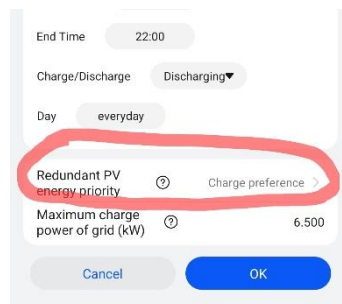 End Time 22:00
Charge/Discharge Discharging▼
Day everyday
Redundant PV
energy priority ? Charge preference >
Maximum charge
power of grid (kW) ? 6.500
Cancel OK